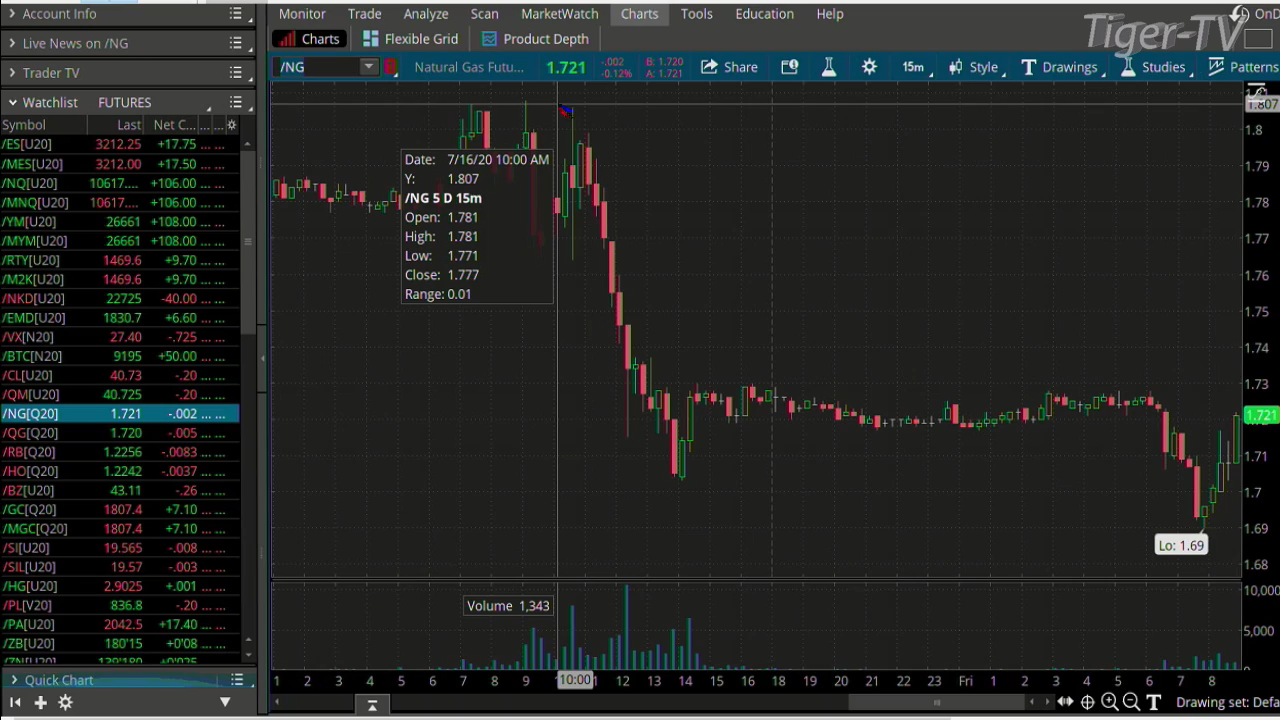 Account Info
Live News on /NG
Trader TV
Watchlist FUTURES
Symbol Last Net C...
/ES[U20] 3212.25 +17.75 ... ...
/MES[U20] 3212.00 +17.50 ... ...
/NQ[U20] 10617.... +106.00 ... ...
/MNQ[U20] 10617.... +106.00 ... ...
/YM[U20] 26661 +108.00 ... ...
/MYM[U20] 26661 +108.00 ... ...
/RTY[U20] 1469.6 +9.70 ... ...
/M2K[U20] 1469.6 +9.70 ... ...
/NKD[U20] 22725 -40.00 ... ...
/EMD[U20] 1830.7 +6.60 ... ...
/VX[N20] 27.40 -.725 ... ...
/BTC[N20] 9195 +50.00 ... ...
/CL[U20] 40.73 -.20 ... ...
/QM[U20] 40.725 -.20 ... ...
/NG[Q20] 1.721 -.002 ... ...
/QG[Q20] 1.720 -.005 ... ...
/RB[Q20] 1.2256 -.0083 ... ...
/HO[Q20] 1.2242 -.0037 ... ...
/BZ[U20] 43.11 -.26 ... ...
/GC[Q20] 1807.4 +7.10 ... ...
/MGC[Q20] 1807.4 +7.10 ... ...
/SI[U20] 19.565 -.008 ... ...
/SIL[U20] 19.57 -.003 ... ...
/HG[U20] 2.9025 +.001 ... ...
/PL[V20] 836.8 -.20 ... ...
/PA[U20] 2042.5 +17.40 ... ...
/ZB[U20] 180'15 +0'08 ... ...
/ZN[U20] 139'180 +0'025 ... ...
Quick Chart
Monitor Trade Analyze Scan MarketWatch Charts Tools Education Help
OnD
Tiger-TV
Charts Flexible Grid Product Depth
/NG Natural Gas Futu... 1.721 -.002 -0.12% B: 1.720 A: 1.721 Share 15m Style Drawings Studies Patterns
1.807
1.8
1.79
1.78
1.77
1.76
1.75
1.74
1.73
1.721
1.71
1.7
1.69
1.68
Date: 7/16/20 10:00 AM
Y: 1.807
/NG 5 D 15m
Open: 1.781
High: 1.781
Low: 1.771
Close: 1.777
Range: 0.01
Lo: 1.69
Volume 1,343
10,000
5,000
0
1 2 3 4 5 6 7 8 9 10:00 11 12 13 14 15 16 17 18 19 20 21 22 23 Fri 1 2 3 4 5 6 7 8
Drawing set: Defa